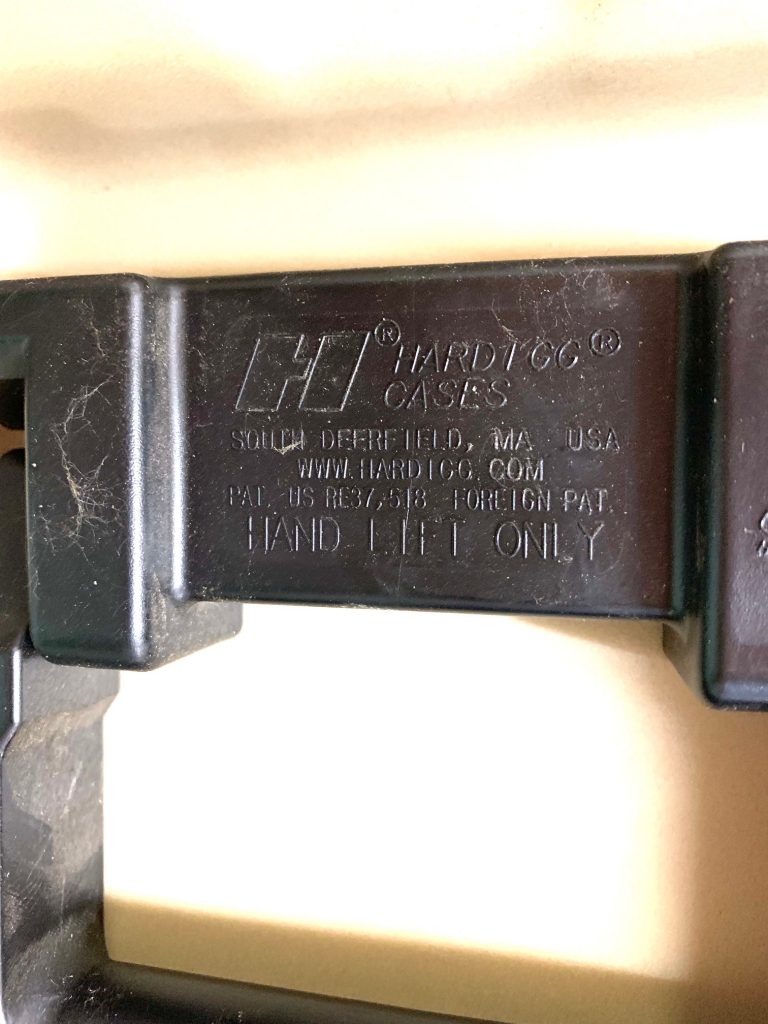 H® HARDIGG®
CASES
SOUTH DEERFIELD, MA USA
WWW.HARDIGG.COM
PAT. US RE37,518 FOREIGN PAT.
HAND LIFT ONLY